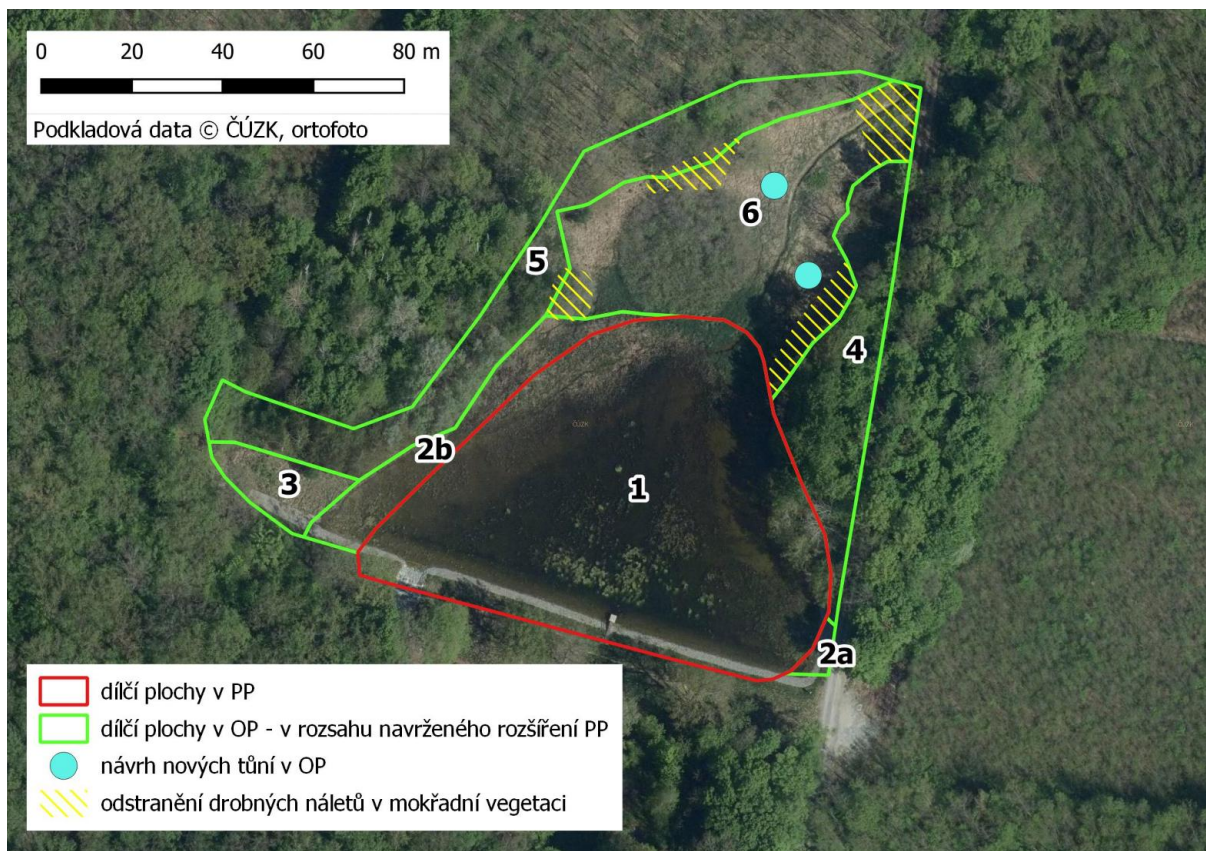 0 20 40 60 80 m
Podkladová data © ČÚZK, ortofoto
6
5
4
2b
3
1
2a
ČÚZK
dílčí plochy v PP
dílčí plochy v OP - v rozsahu navrženého rozšíření PP
návrh nových tůní v OP
odstranění drobných náletů v mokřadní vegetaci